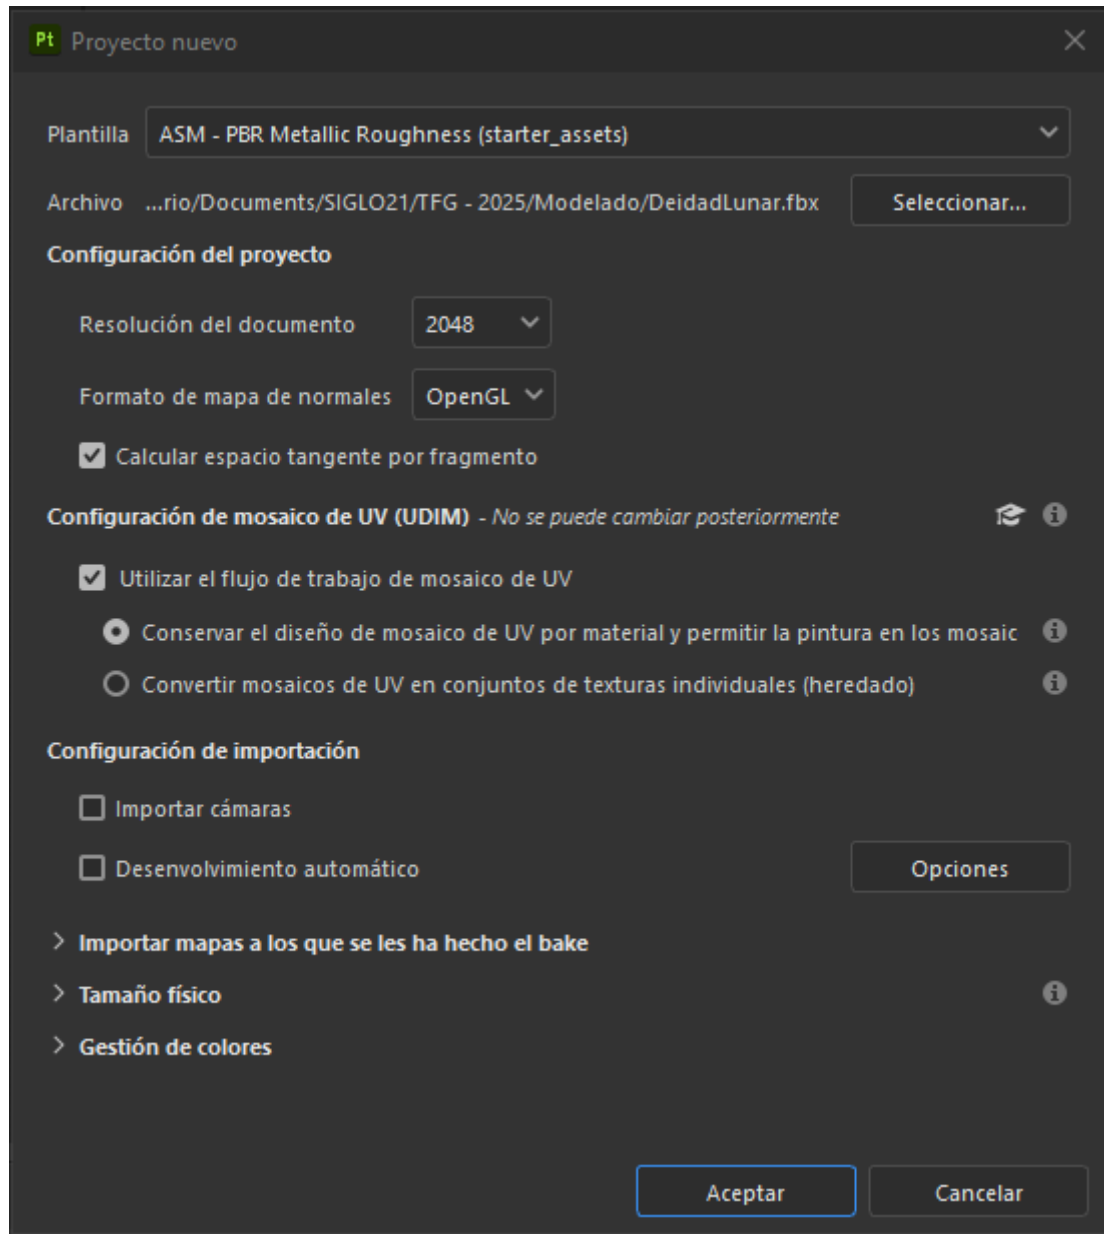 Pt Proyecto nuevo
Plantilla ASM - PBR Metallic Roughness (starter_assets)
Archivo ...rio/Documents/SIGLO21/TFG - 2025/Modelado/DeidadLunar.fbx Seleccionar...
Configuración del proyecto
Resolución del documento 2048
Formato de mapa de normales OpenGL
Calcular espacio tangente por fragmento
Configuración de mosaico de UV (UDIM) - No se puede cambiar posteriormente
Utilizar el flujo de trabajo de mosaico de UV
Conservar el diseño de mosaico de UV por material y permitir la pintura en los mosaic
Convertir mosaicos de UV en conjuntos de texturas individuales (heredado)
Configuración de importación
Importar cámaras
Desenvolvimiento automático Opciones
Importar mapas a los que se les ha hecho el bake
Tamaño físico
Gestión de colores
Aceptar Cancelar